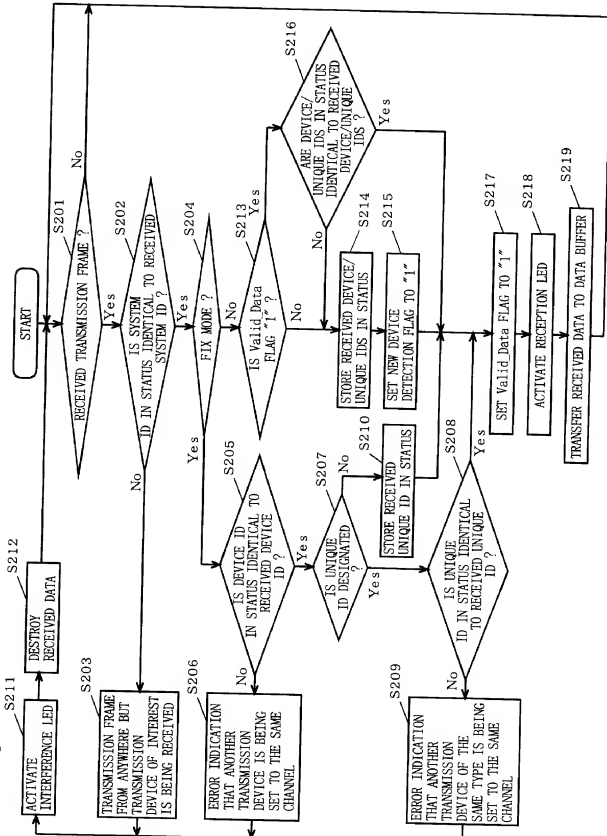 START
S201
RECEIVED TRANSMISSION FRAME ?
No
Yes
S202
IS SYSTEM
ID IN STATUS IDENTICAL TO RECEIVED
SYSTEM ID ?
No
Yes
S204
FIX MODE ?
Yes
No
S213
IS Valid_Data
FLAG "1" ?
Yes
No
S216
ARE DEVICE/
UNIQUE IDS IN STATUS
IDENTICAL TO RECEIVED
DEVICE/UNIQUE
IDS ?
No
Yes
S214
STORE RECEIVED DEVICE/
UNIQUE IDS IN STATUS
S215
SET NEW DEVICE
DETECTION FLAG TO "1"
S205
IS DEVICE ID
IN STATUS IDENTICAL TO
RECEIVED DEVICE
ID ?
No
Yes
S207
IS UNIQUE
ID DESIGNATED
?
No
Yes
S210
STORE RECEIVED
UNIQUE ID IN STATUS
S208
IS UNIQUE
ID IN STATUS IDENTICAL
TO RECEIVED UNIQUE
ID ?
No
Yes
S217
SET Valid_Data FLAG TO "1"
S218
ACTIVATE RECEPTION LED
S219
TRANSFER RECEIVED DATA TO DATA BUFFER
S211
ACTIVATE
INTERFERENCE LED
S212
DESTROY
RECEIVED DATA
S203
TRANSMISSION FRAME
FROM ANYWHERE BUT
TRANSMISSION
DEVICE OF INTEREST
IS BEING RECEIVED
S206
ERROR INDICATION
THAT ANOTHER
TRANSMISSION
DEVICE IS BEING
SET TO THE SAME
CHANNEL
S209
ERROR INDICATION
THAT ANOTHER
TRANSMISSION
DEVICE OF THE
SAME TYPE IS BEING
SET TO THE SAME
CHANNEL